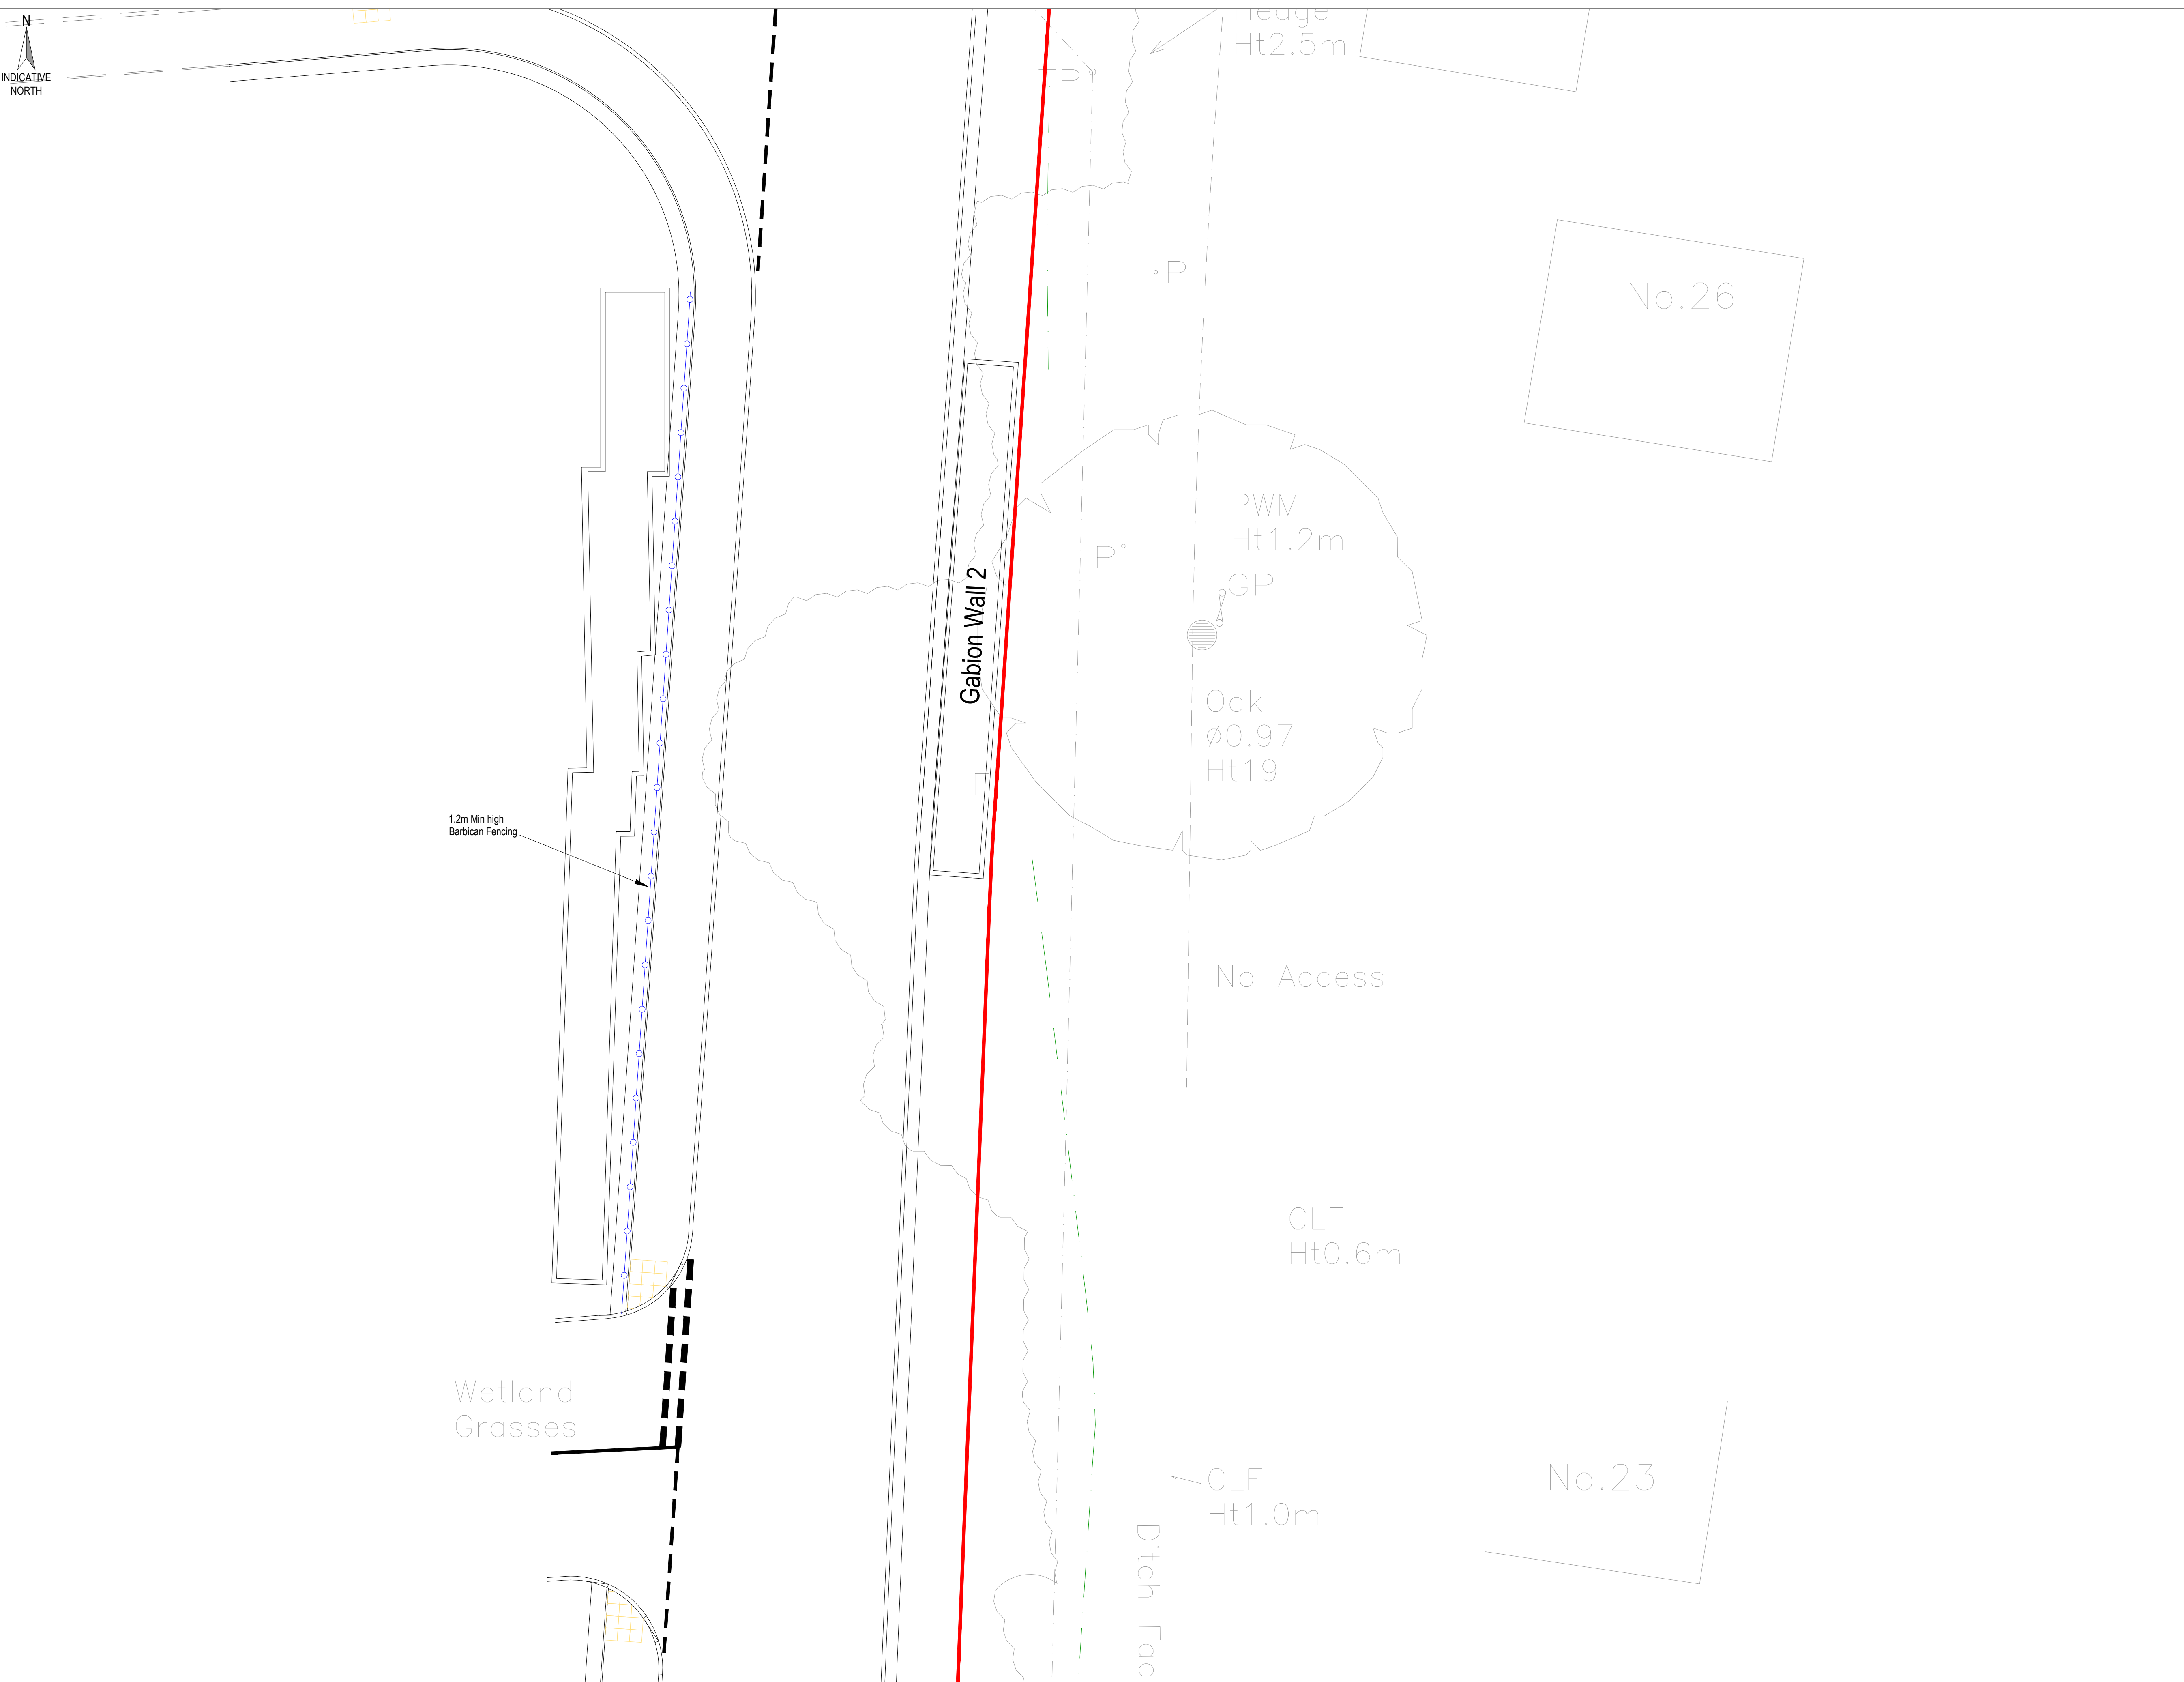 N
INDICATIVE
NORTH
Ht2.5m
P
P
No.26
PWM
Ht1.2m
P
GP
Gabion Wall 2
Oak
Ø0.97
Ht19
E
1.2m Min high
Barbican Fencing
No Access
CLF
Ht0.6m
Wetland
Grasses
CLF
Ht1.0m
No.23
Ditch